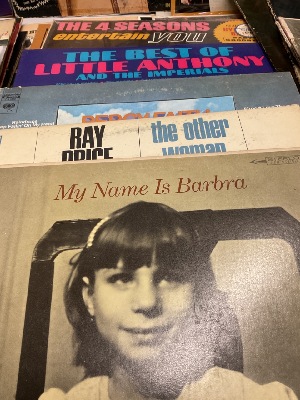 THE 4 SEASONS
entertain YOU
THE BEST OF
LITTLE ANTHONY
AND THE IMPERIALS
RAY
PRICE
the other
woman
My Name Is Barbra